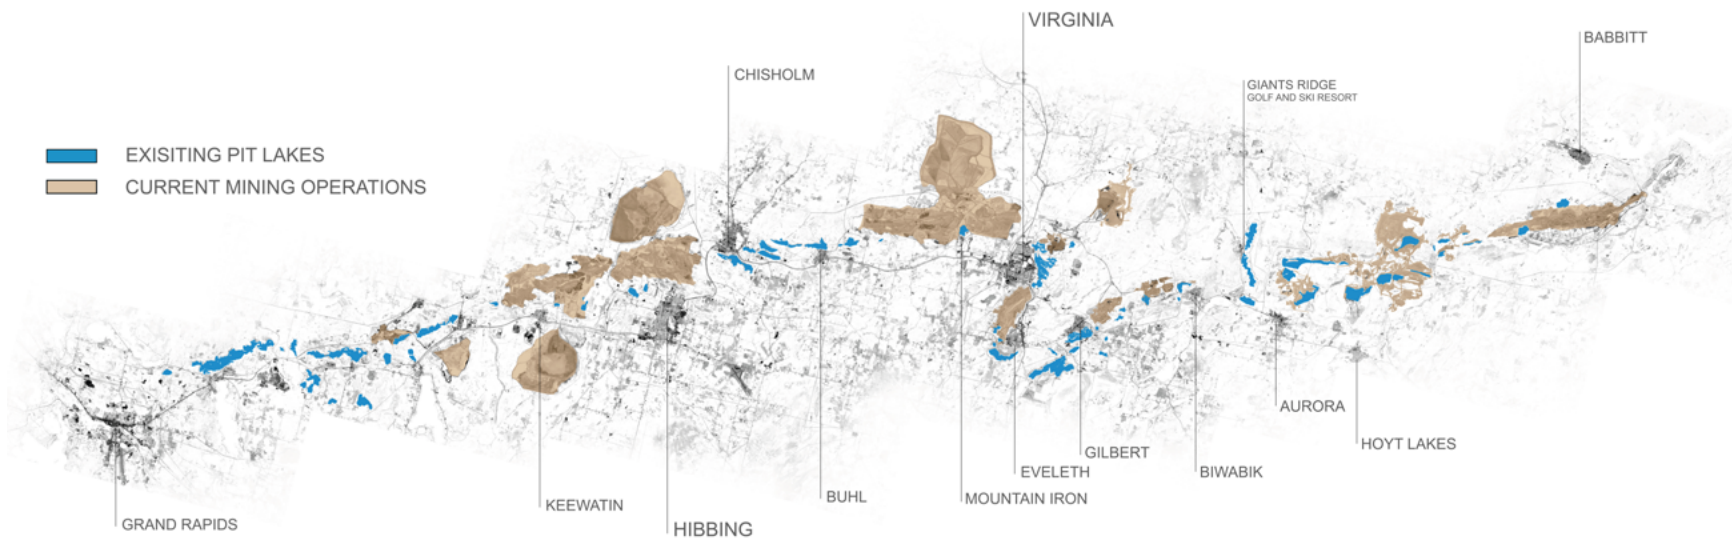 VIRGINIA
BABBITT
CHISHOLM
GIANTS RIDGE
GOLF AND SKI RESORT
EXISITING PIT LAKES
CURRENT MINING OPERATIONS
AURORA
HOYT LAKES
GILBERT
EVELETH
BIWABIK
BUHL
MOUNTAIN IRON
KEEWATIN
GRAND RAPIDS
HIBBING